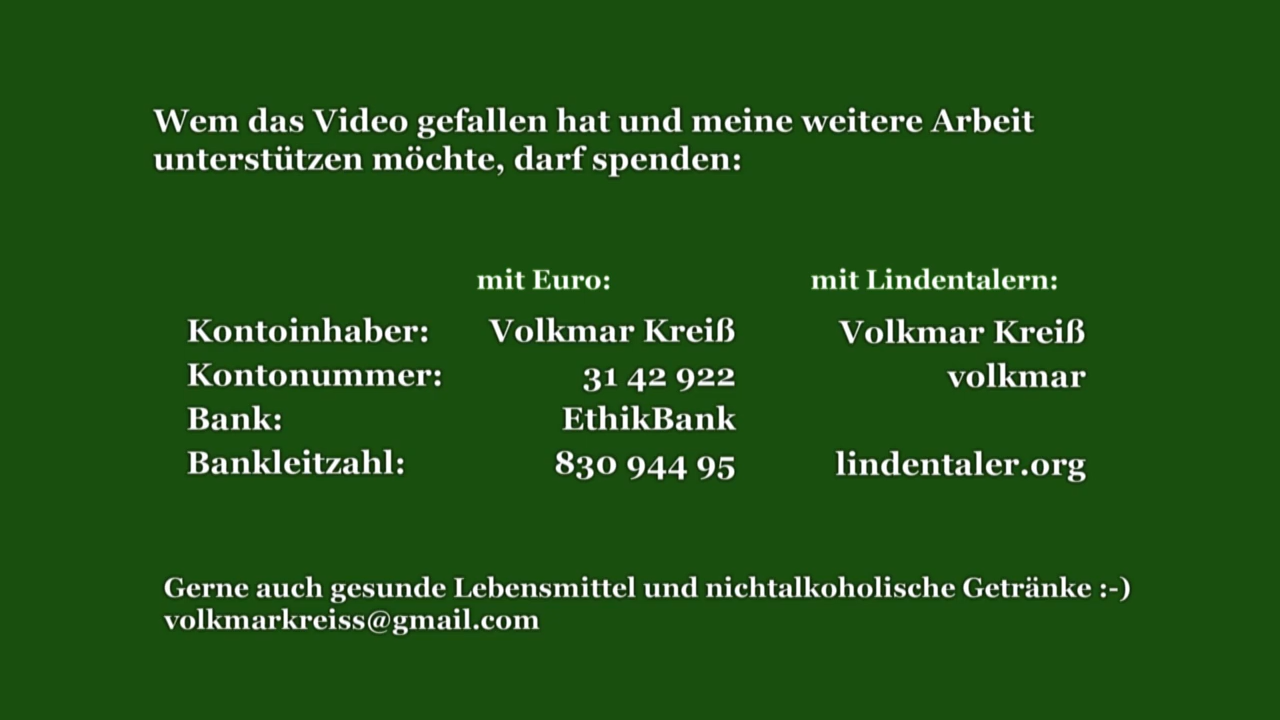 Wem das Video gefallen hat und meine weitere Arbeit
unterstützen möchte, darf spenden:
mit Euro: mit Lindentalern:
Kontoinhaber: Volkmar Kreiß Volkmar Kreiß
Kontonummer: 31 42 922 volkmar
Bank: EthikBank
Bankleitzahl: 830 944 95 lindentaler.org
Gerne auch gesunde Lebensmittel und nichtalkoholische Getränke :-)
volkmarkreiss@gmail.com